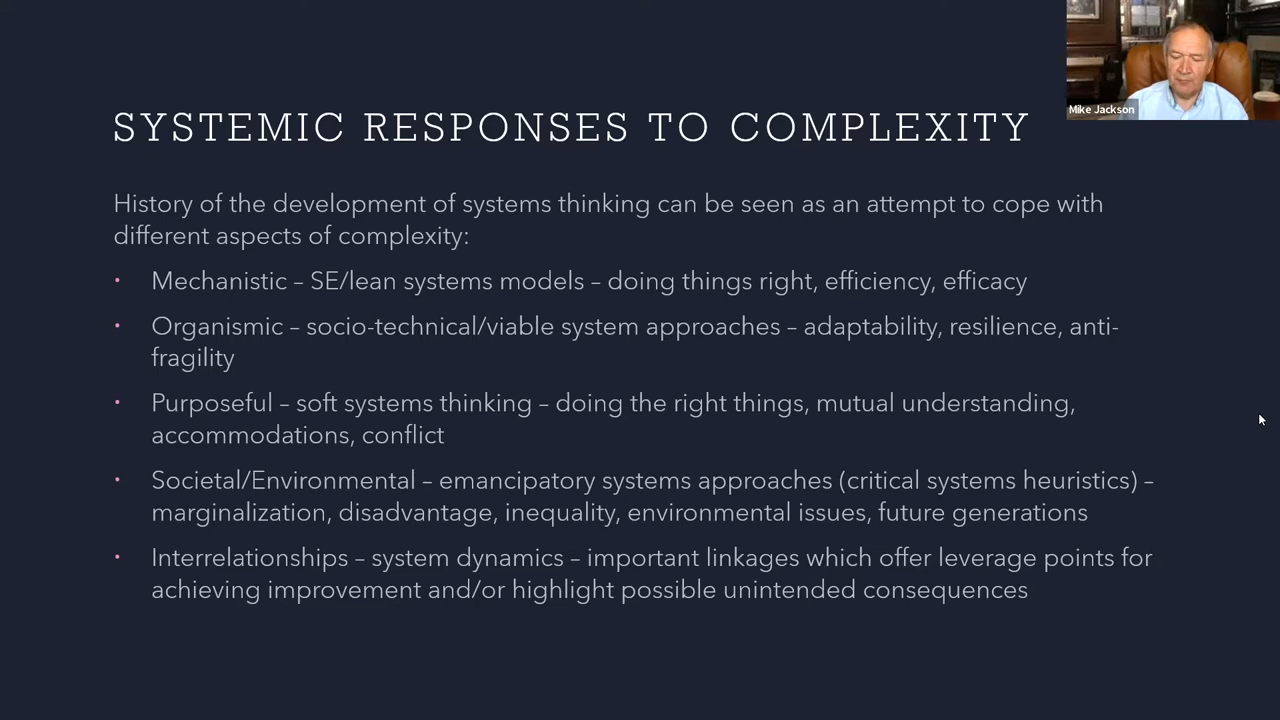 Mike Jackson
SYSTEMIC RESPONSES TO COMPLEXITY
History of the development of systems thinking can be seen as an attempt to cope with
different aspects of complexity:
• Mechanistic – SE/lean systems models – doing things right, efficiency, efficacy
• Organismic – socio-technical/viable system approaches – adaptability, resilience, anti-
fragility
• Purposeful – soft systems thinking – doing the right things, mutual understanding,
accommodations, conflict
• Societal/Environmental – emancipatory systems approaches (critical systems heuristics) –
marginalization, disadvantage, inequality, environmental issues, future generations
• Interrelationships – system dynamics – important linkages which offer leverage points for
achieving improvement and/or highlight possible unintended consequences